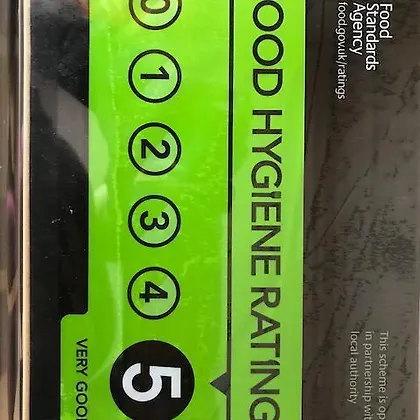 Food
Standards
Agency
food.gov.uk/ratings
OOD HYGIENE RATING
0 1 2 3 4 5
VERY GOO
This scheme is op
in partnership wi
local authority